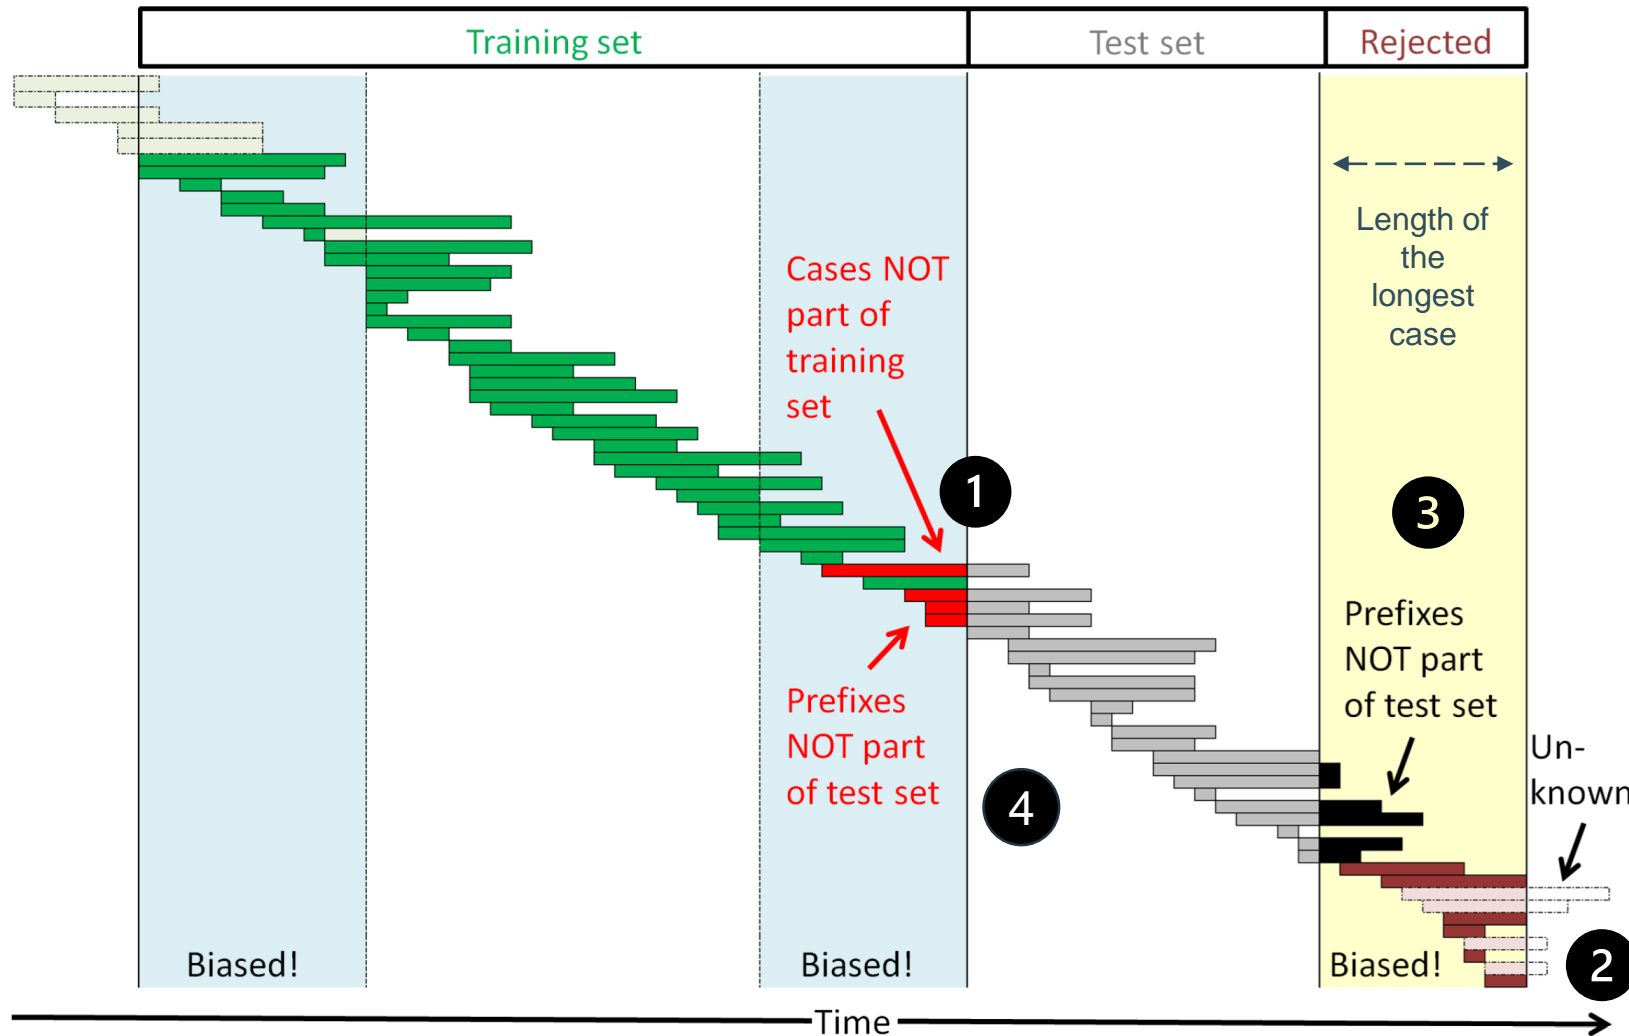 Training set
Test set
Rejected
Length of
the
longest
case
Cases NOT
part of
training
set
1
3
Prefixes
NOT part
of test set
Prefixes
NOT part
of test set
4
Un-
known
2
Biased!
Biased!
Biased!
Time